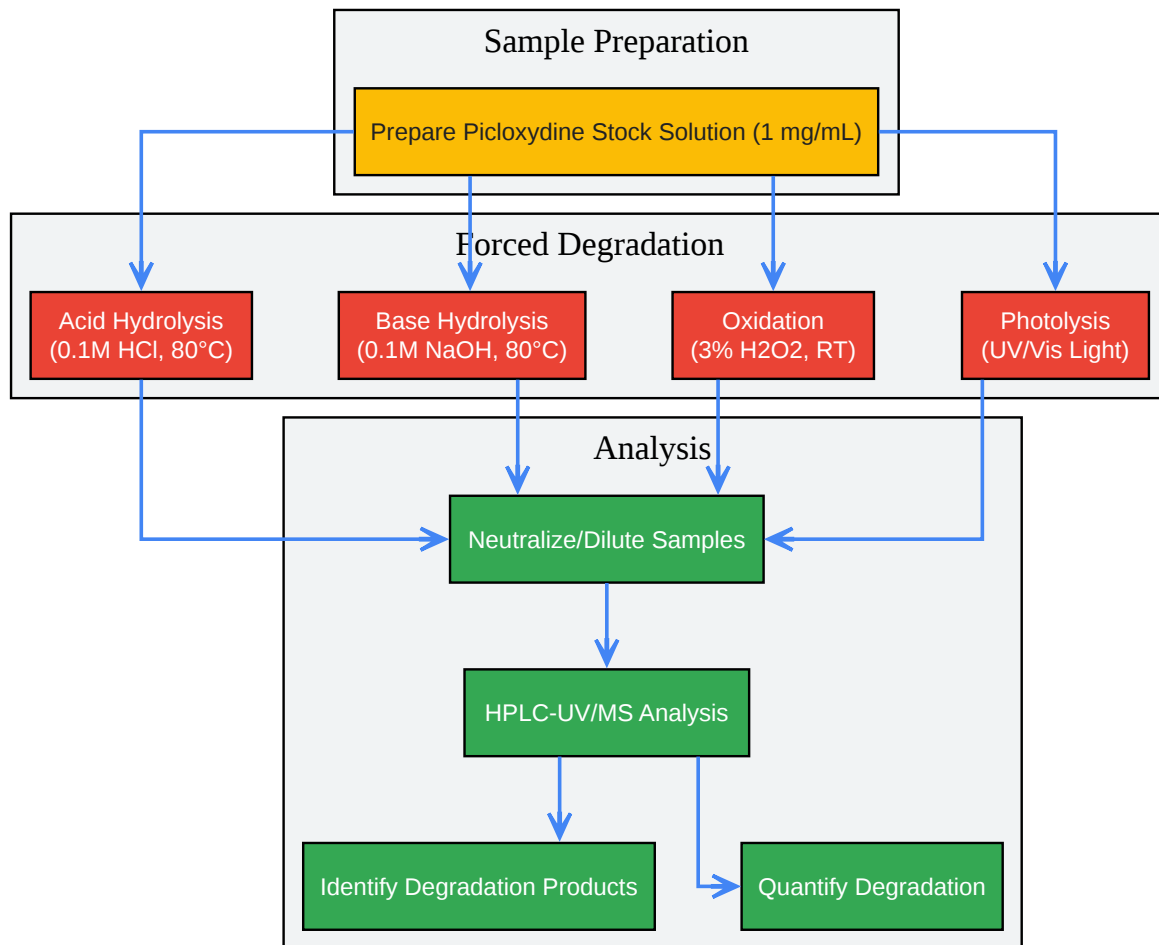 Sample Preparation
Prepare Picloxydine Stock Solution (1 mg/mL)
Forced Degradation
Acid Hydrolysis
(0.1M HCl, 80°C)
Base Hydrolysis
(0.1M NaOH, 80°C)
Oxidation
(3% H2O2, RT)
Photolysis
(UV/Vis Light)
Analysis
Neutralize/Dilute Samples
HPLC-UV/MS Analysis
Identify Degradation Products
Quantify Degradation